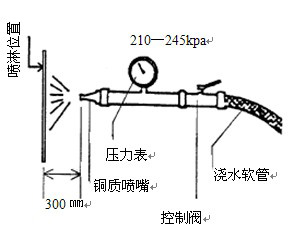 210—245kpa
喷淋位置
压力表
浇水软管
铜质喷嘴
300 mm
控制阀